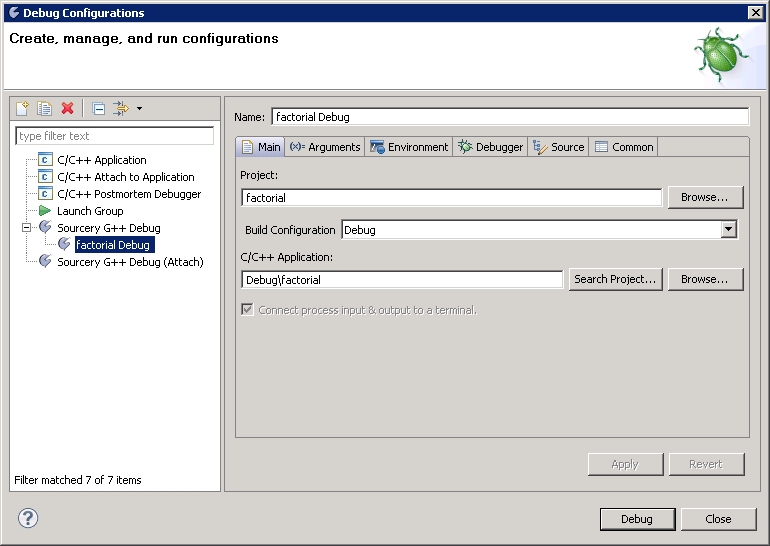 Debug Configurations
Create, manage, and run configurations
type filter text
C/C++ Application
C/C++ Attach to Application
C/C++ Postmortem Debugger
Launch Group
Sourcery G++ Debug
factorial Debug
Sourcery G++ Debug (Attach)
Filter matched 7 of 7 items
Name: factorial Debug
Main (x)= Arguments Environment Debugger Source Common
Project:
factorial Browse...
Build Configuration Debug
C/C++ Application:
Debug\factorial Search Project... Browse...
Connect process input & output to a terminal.
Apply Revert
? Debug Close